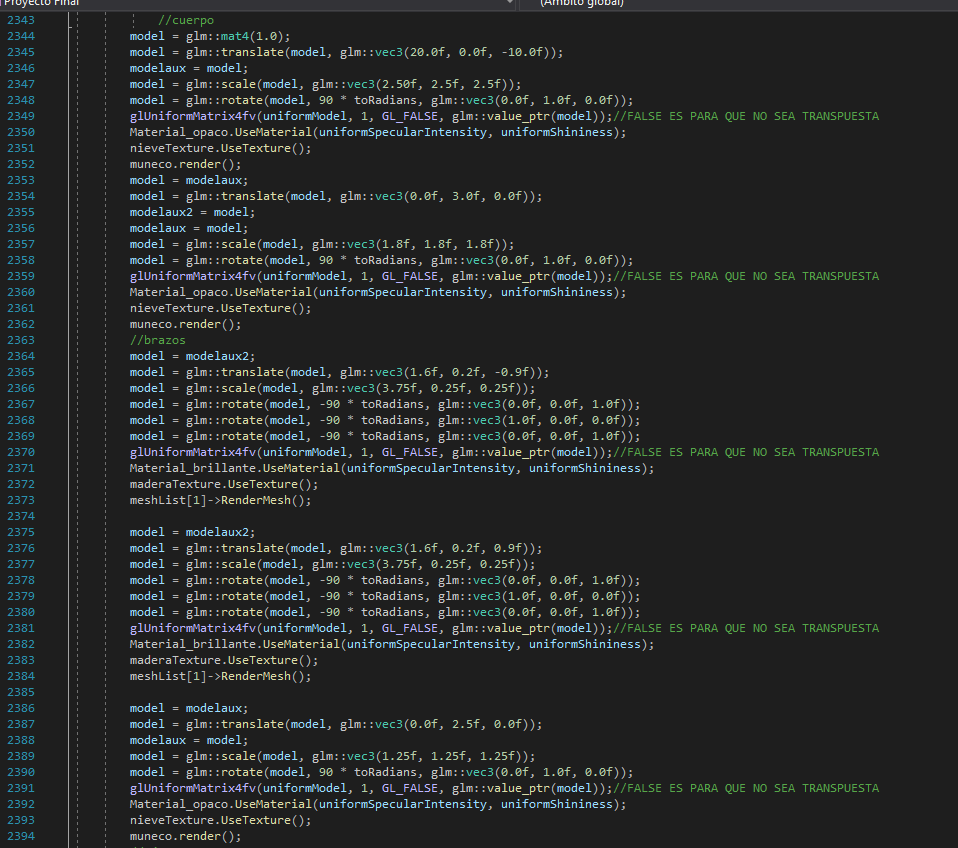 Proyecto Final (Ámbito global)
2343 //cuerpo
2344 model = glm::mat4(1.0);
2345 model = glm::translate(model, glm::vec3(20.0f, 0.0f, -10.0f));
2346 modelaux = model;
2347 model = glm::scale(model, glm::vec3(2.50f, 2.5f, 2.5f));
2348 model = glm::rotate(model, 90 * toRadians, glm::vec3(0.0f, 1.0f, 0.0f));
2349 glUniformMatrix4fv(uniformModel, 1, GL_FALSE, glm::value_ptr(model));//FALSE ES PARA QUE NO SEA TRANSPUESTA
2350 Material_opaco.UseMaterial(uniformSpecularIntensity, uniformShininess);
2351 nieveTexture.UseTexture();
2352 muneco.render();
2353 model = modelaux;
2354 model = glm::translate(model, glm::vec3(0.0f, 3.0f, 0.0f));
2355 modelaux2 = model;
2356 modelaux = model;
2357 model = glm::scale(model, glm::vec3(1.8f, 1.8f, 1.8f));
2358 model = glm::rotate(model, 90 * toRadians, glm::vec3(0.0f, 1.0f, 0.0f));
2359 glUniformMatrix4fv(uniformModel, 1, GL_FALSE, glm::value_ptr(model));//FALSE ES PARA QUE NO SEA TRANSPUESTA
2360 Material_opaco.UseMaterial(uniformSpecularIntensity, uniformShininess);
2361 nieveTexture.UseTexture();
2362 muneco.render();
2363 //brazos
2364 model = modelaux2;
2365 model = glm::translate(model, glm::vec3(1.6f, 0.2f, -0.9f));
2366 model = glm::scale(model, glm::vec3(3.75f, 0.25f, 0.25f));
2367 model = glm::rotate(model, -90 * toRadians, glm::vec3(0.0f, 0.0f, 1.0f));
2368 model = glm::rotate(model, -90 * toRadians, glm::vec3(1.0f, 0.0f, 0.0f));
2369 model = glm::rotate(model, -90 * toRadians, glm::vec3(0.0f, 0.0f, 1.0f));
2370 glUniformMatrix4fv(uniformModel, 1, GL_FALSE, glm::value_ptr(model));//FALSE ES PARA QUE NO SEA TRANSPUESTA
2371 Material_brillante.UseMaterial(uniformSpecularIntensity, uniformShininess);
2372 maderaTexture.UseTexture();
2373 meshList[1]->RenderMesh();
2374
2375 model = modelaux2;
2376 model = glm::translate(model, glm::vec3(1.6f, 0.2f, 0.9f));
2377 model = glm::scale(model, glm::vec3(3.75f, 0.25f, 0.25f));
2378 model = glm::rotate(model, -90 * toRadians, glm::vec3(0.0f, 0.0f, 1.0f));
2379 model = glm::rotate(model, -90 * toRadians, glm::vec3(1.0f, 0.0f, 0.0f));
2380 model = glm::rotate(model, -90 * toRadians, glm::vec3(0.0f, 0.0f, 1.0f));
2381 glUniformMatrix4fv(uniformModel, 1, GL_FALSE, glm::value_ptr(model));//FALSE ES PARA QUE NO SEA TRANSPUESTA
2382 Material_brillante.UseMaterial(uniformSpecularIntensity, uniformShininess);
2383 maderaTexture.UseTexture();
2384 meshList[1]->RenderMesh();
2385
2386 model = modelaux;
2387 model = glm::translate(model, glm::vec3(0.0f, 2.5f, 0.0f));
2388 modelaux = model;
2389 model = glm::scale(model, glm::vec3(1.25f, 1.25f, 1.25f));
2390 model = glm::rotate(model, 90 * toRadians, glm::vec3(0.0f, 1.0f, 0.0f));
2391 glUniformMatrix4fv(uniformModel, 1, GL_FALSE, glm::value_ptr(model));//FALSE ES PARA QUE NO SEA TRANSPUESTA
2392 Material_opaco.UseMaterial(uniformSpecularIntensity, uniformShininess);
2393 nieveTexture.UseTexture();
2394 muneco.render();